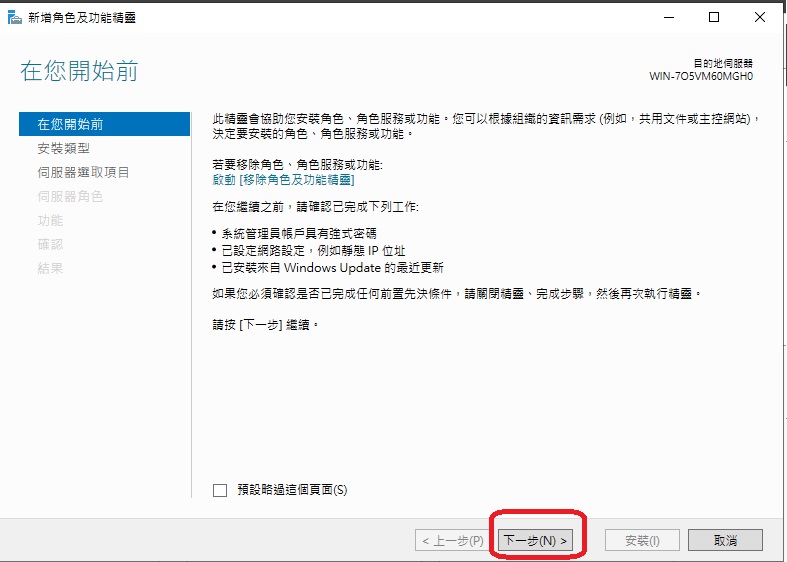 新增角色及功能精靈
在您開始前
目的地伺服器
WIN-7O5VM60MGH0
在您開始前
安裝類型
伺服器選取項目
伺服器角色
功能
確認
結果
此精靈會協助您安裝角色、角色服務或功能。您可以根據組織的資訊需求 (例如，共用文件或主控網站)，
決定要安裝的角色、角色服務或功能。
若要移除角色、角色服務或功能:
啟動 [移除角色及功能精靈]
在您繼續之前，請確認已完成下列工作:
• 系統管理員帳戶具有強式密碼
• 已設定網路設定，例如靜態 IP 位址
• 已安裝來自 Windows Update 的最近更新
如果您必須確認是否已完成任何前置先決條件，請關閉精靈、完成步驟，然後再次執行精靈。
請按 [下一步] 繼續。
預設略過這個頁面(S)
< 上一步(P)
下一步(N) >
安裝(I)
取消